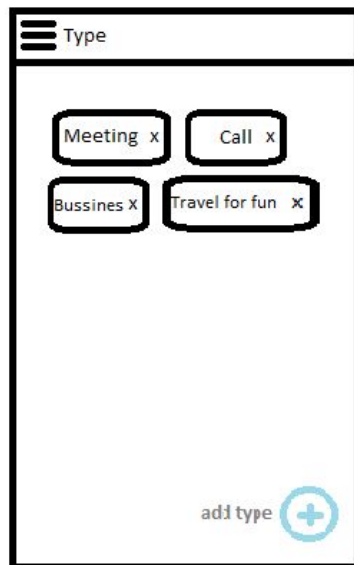 Type
Meeting x Call x
Bussines x Travel for fun x
add type +